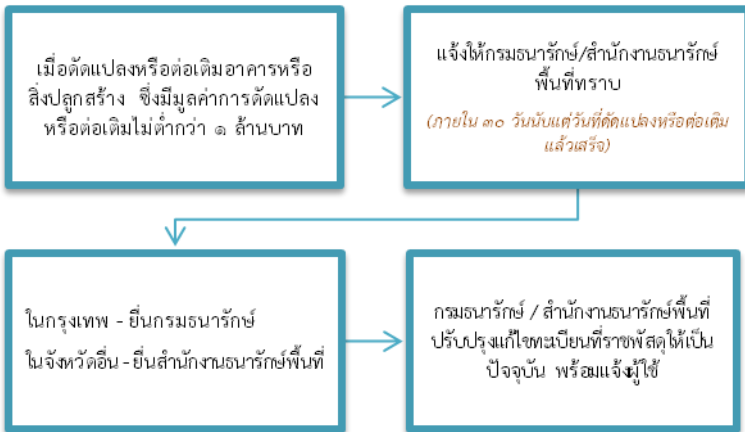 เมื่อดัดแปลงหรือต่อเติมอาคารหรือ
สิ่งปลูกสร้าง ซึ่งมีมูลค่าการดัดแปลง
หรือต่อเติมไม่ต่ำกว่า ๑ ล้านบาท
แจ้งให้กรมธนารักษ์/สำนักงานธนารักษ์
พื้นที่ทราบ
(ภายใน ๓๐ วันนับแต่วันที่ดัดแปลงหรือต่อเติม
แล้วเสร็จ)
ในกรุงเทพ - ยื่นกรมธนารักษ์
ในจังหวัดอื่น - ยื่นสำนักงานธนารักษ์พื้นที่
กรมธนารักษ์ / สำนักงานธนารักษ์พื้นที่
ปรับปรุงแก้ไขทะเบียนที่ราชพัสดุให้เป็น
ปัจจุบัน พร้อมแจ้งผู้ใช้